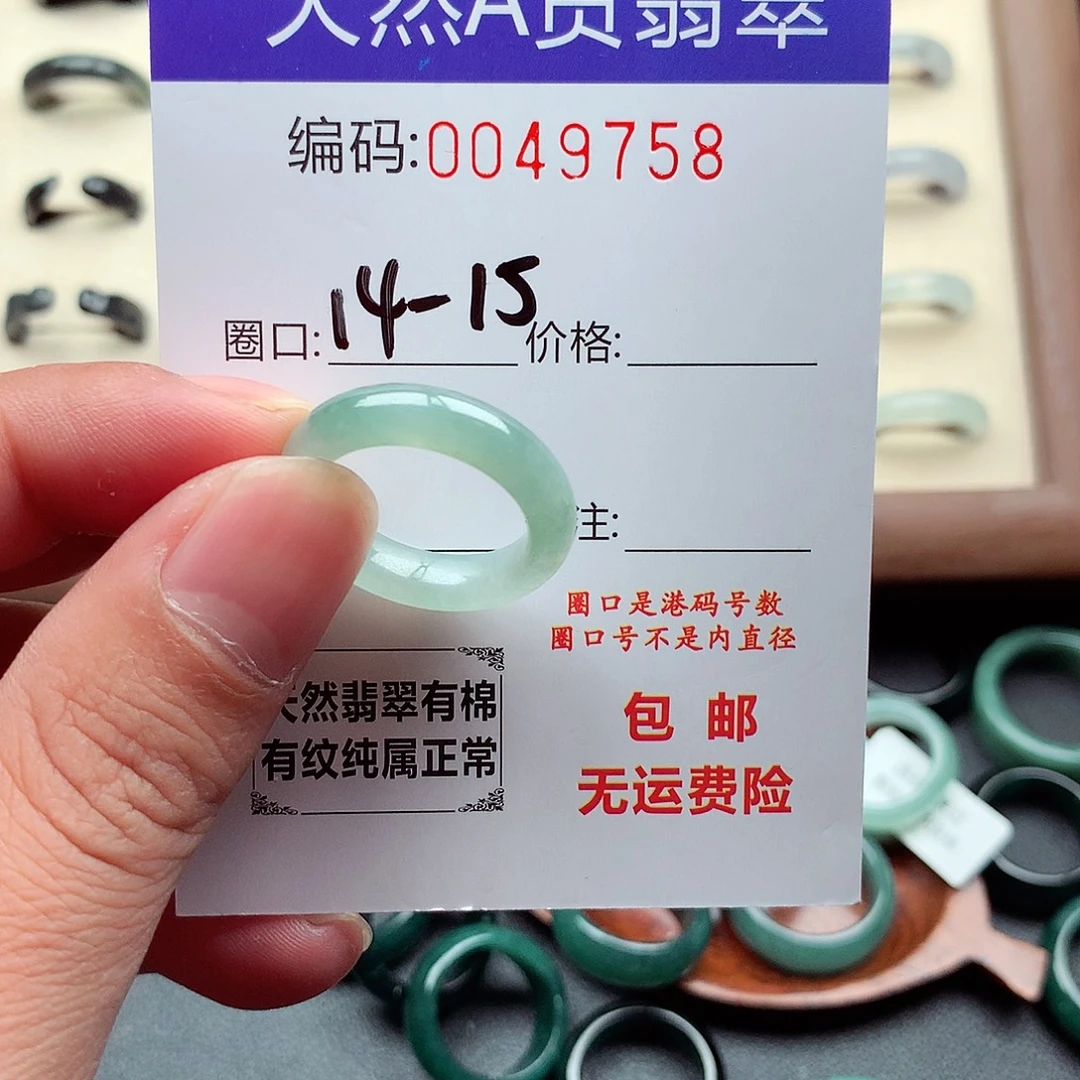 天然A货翡翠
编码:0049758
圈口:14-15 价格:
注:
圈口是港码号数
圈口号不是内直径
天然翡翠有棉
有纹纯属正常
包 邮
无运费险